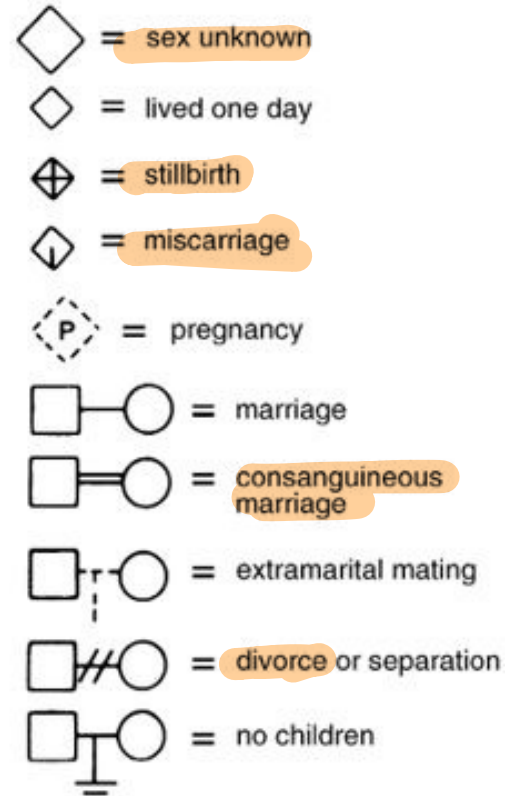 = sex unknown
= lived one day
= stillbirth
= miscarriage
P = pregnancy
= marriage
= consanguineous
marriage
= extramarital mating
= divorce or separation
= no children